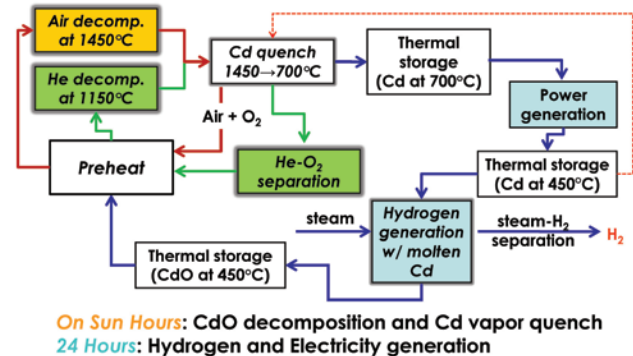 Air decomp.
at 1450°C
He decomp.
at 1150°C
Cd quench
1450→700°C
Thermal
storage
(Cd at 700°C)
Power
generation
Air + O₂
Preheat
He-O₂
separation
Thermal storage
(Cd at 450°C)
steam
Hydrogen
generation
w/ molten
Cd
steam-H₂
separation
H₂
Thermal storage
(CdO at 450°C)
On Sun Hours: CdO decomposition and Cd vapor quench
24 Hours: Hydrogen and Electricity generation